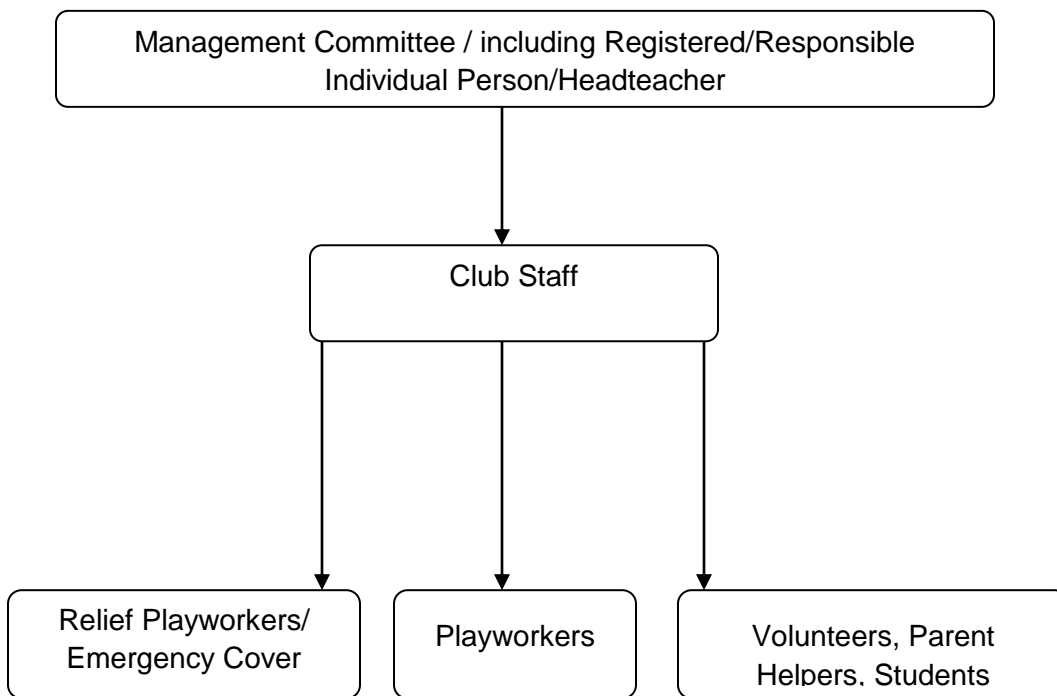 Management Committee / including Registered/Responsible
Individual Person/Headteacher
Club Staff
Relief Playworkers/
Emergency Cover
Playworkers
Volunteers, Parent
Helpers, Students